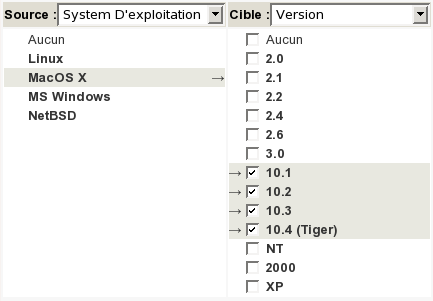 Source : Système D'exploitation
Aucun
Linux
MacOS X →
MS Windows
NetBSD
Cible : Version
Aucun
2.0
2.1
2.2
2.4
2.6
3.0
→ 10.1
→ 10.2
→ 10.3
→ 10.4 (Tiger)
NT
2000
XP